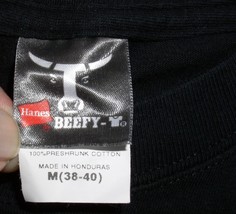 Hanes
BEEFY-T®
100% PRESHRUNK COTTON
MADE IN HONDURAS
M(38-40)